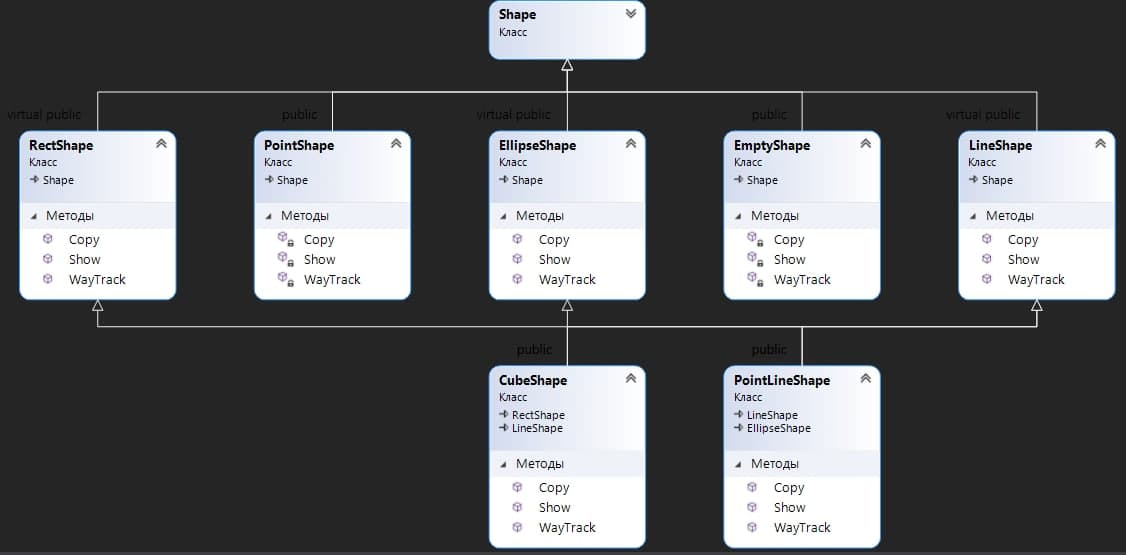 Shape
Класс
virtual public
public
virtual public
public
virtual public
RectShape
Класс
Shape
Методы
Copy
Show
WayTrack
PointShape
Класс
Shape
Методы
Copy
Show
WayTrack
EllipseShape
Класс
Shape
Методы
Copy
Show
WayTrack
EmptyShape
Класс
Shape
Методы
Copy
Show
WayTrack
LineShape
Класс
Shape
Методы
Copy
Show
WayTrack
public
public
CubeShape
Класс
RectShape
LineShape
Методы
Copy
Show
WayTrack
PointLineShape
Класс
LineShape
EllipseShape
Методы
Copy
Show
WayTrack